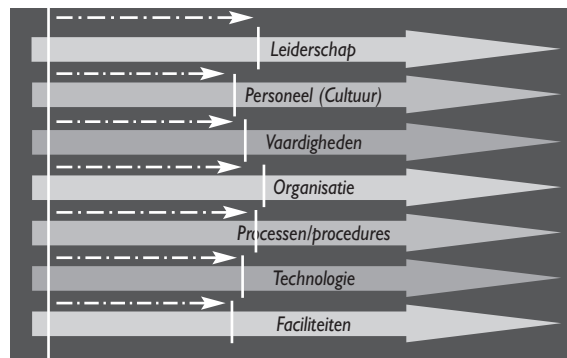 Leiderschap
Personeel (Cultuur)
Vaardigheden
Organisatie
Processen/procedures
Technologie
Faciliteiten